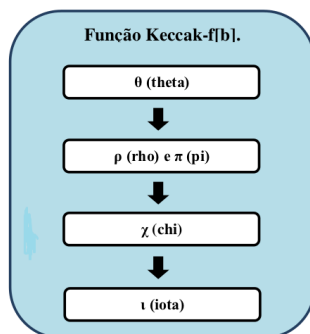 Função Keccak-f[b].
θ (theta)
ρ (rho) e π (pi)
χ (chi)
ι (iota)